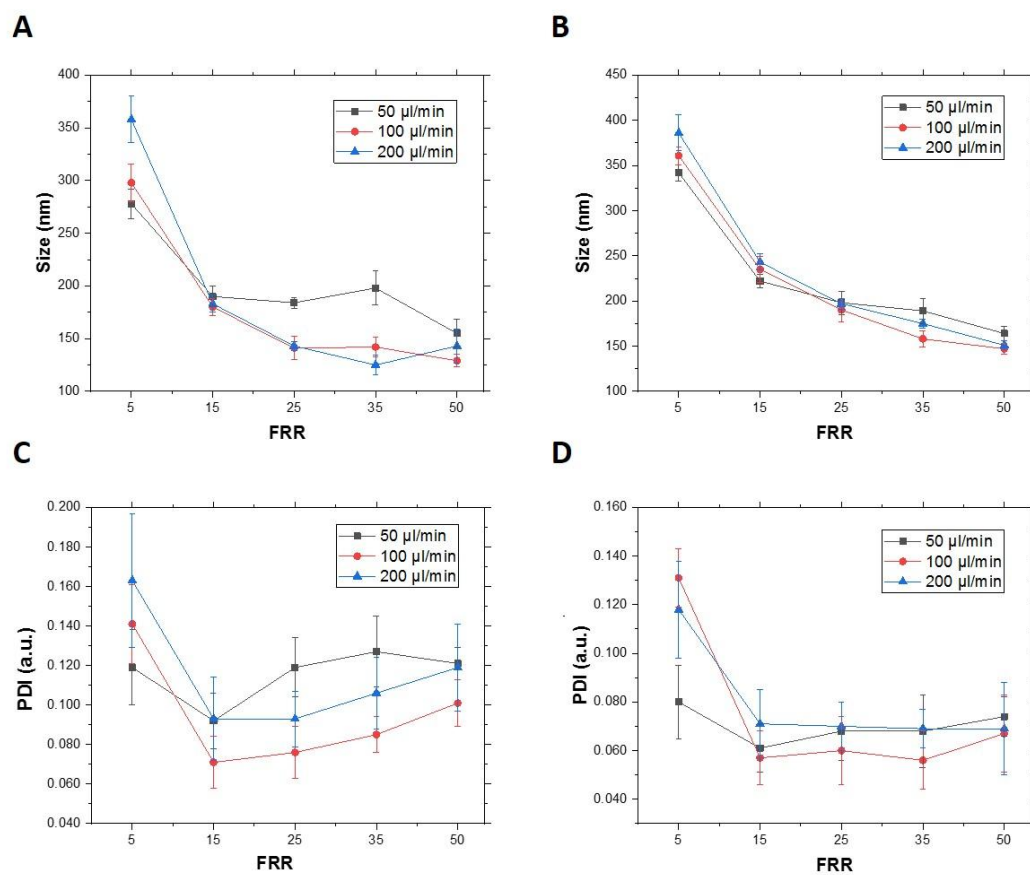 A
400
350
300
250
200
150
100
Size (nm)
50 µl/min
100 µl/min
200 µl/min
5 15 25 35 50
FRR
B
450
400
350
300
250
200
150
100
Size (nm)
50 µl/min
100 µl/min
200 µl/min
5 15 25 35 50
FRR
C
0.200
0.180
0.160
0.140
0.120
0.100
0.080
0.060
0.040
PDI (a.u.)
50 µl/min
100 µl/min
200 µl/min
5 15 25 35 50
FRR
D
0.160
0.140
0.120
0.100
0.080
0.060
0.040
PDI (a.u.)
50 µl/min
100 µl/min
200 µl/min
5 15 25 35 50
FRR